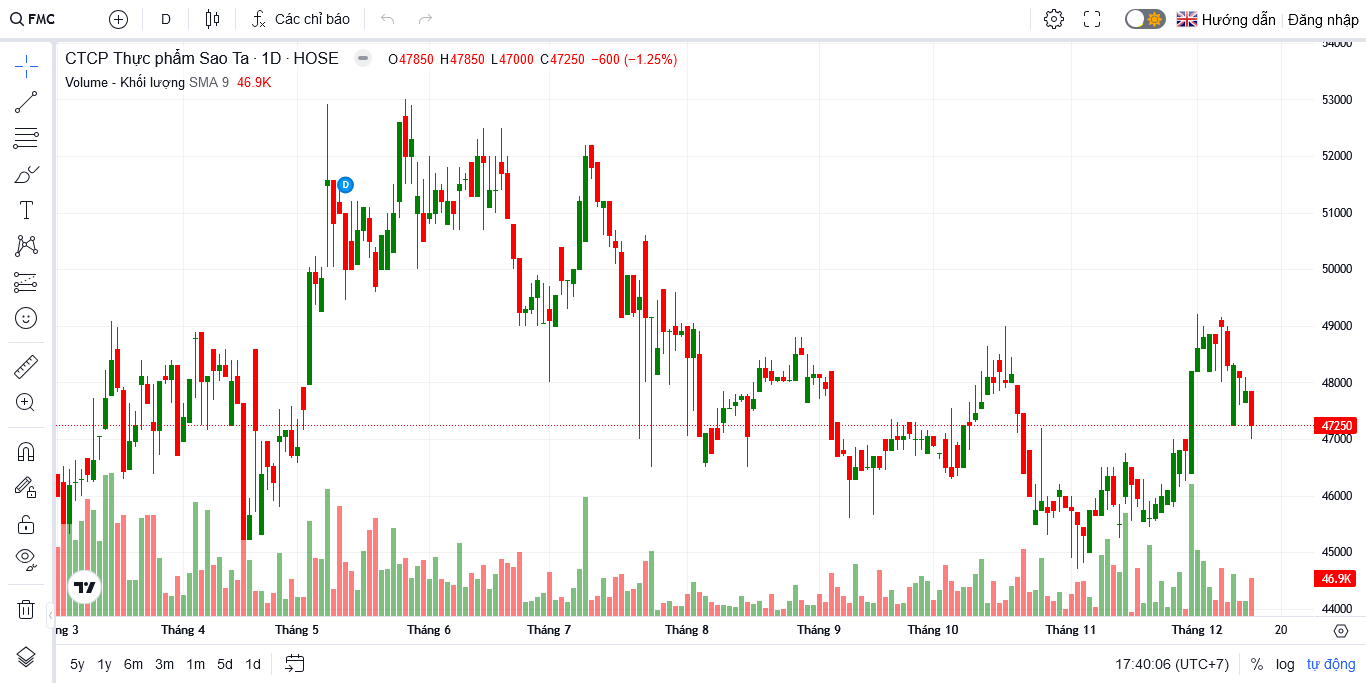 FMC D Các chỉ báo Hướng dẫn Đăng nhập
CTCP Thực phẩm Sao Ta · 1D · HOSE O47850 H47850 L47000 C47250 −600 (−1.25%)
Volume - Khối lượng SMA 9 46.9K
D
54000
53000
52000
51000
50000
49000
48000
47250
47000
46000
45000
46.9K
44000
ng 3 Tháng 4 Tháng 5 Tháng 6 Tháng 7 Tháng 8 Tháng 9 Tháng 10 Tháng 11 Tháng 12 20
5y 1y 6m 3m 1m 5d 1d 17:40:06 (UTC+7) % log tự động